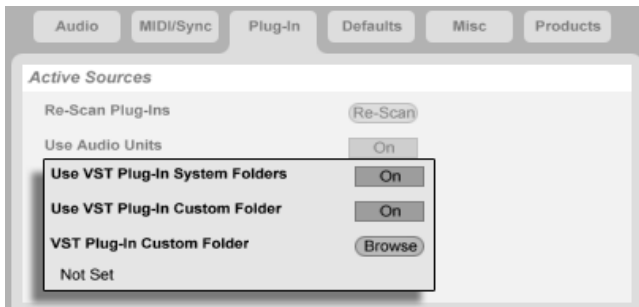 Audio MIDI/Sync Plug-In Defaults Misc Products
Active Sources
Re-Scan Plug-Ins Re-Scan
Use Audio Units On
Use VST Plug-In System Folders On
Use VST Plug-In Custom Folder On
VST Plug-In Custom Folder Browse
Not Set